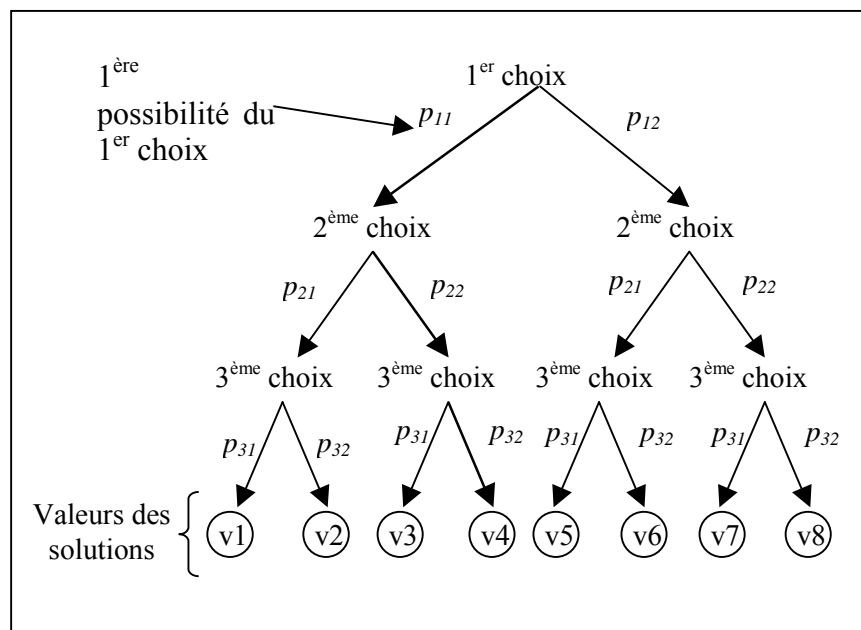 1ère
possibilité du
1er choix
1er choix
p11 p12
2ème choix 2ème choix
p21 p22 p21 p22
3ème choix 3ème choix 3ème choix 3ème choix
p31 p32 p31 p32 p31 p32 p31 p32
Valeurs des
solutions
v1 v2 v3 v4 v5 v6 v7 v8